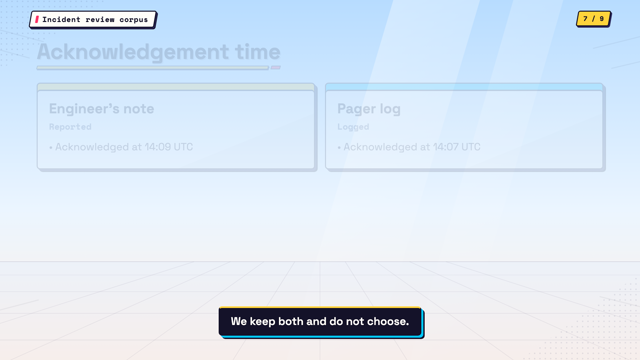 Incident review corpus
7 / 9
Acknowledgement time
Engineer's note
Reported
• Acknowledged at 14:09 UTC
Pager log
Logged
• Acknowledged at 14:07 UTC
We keep both and do not choose.